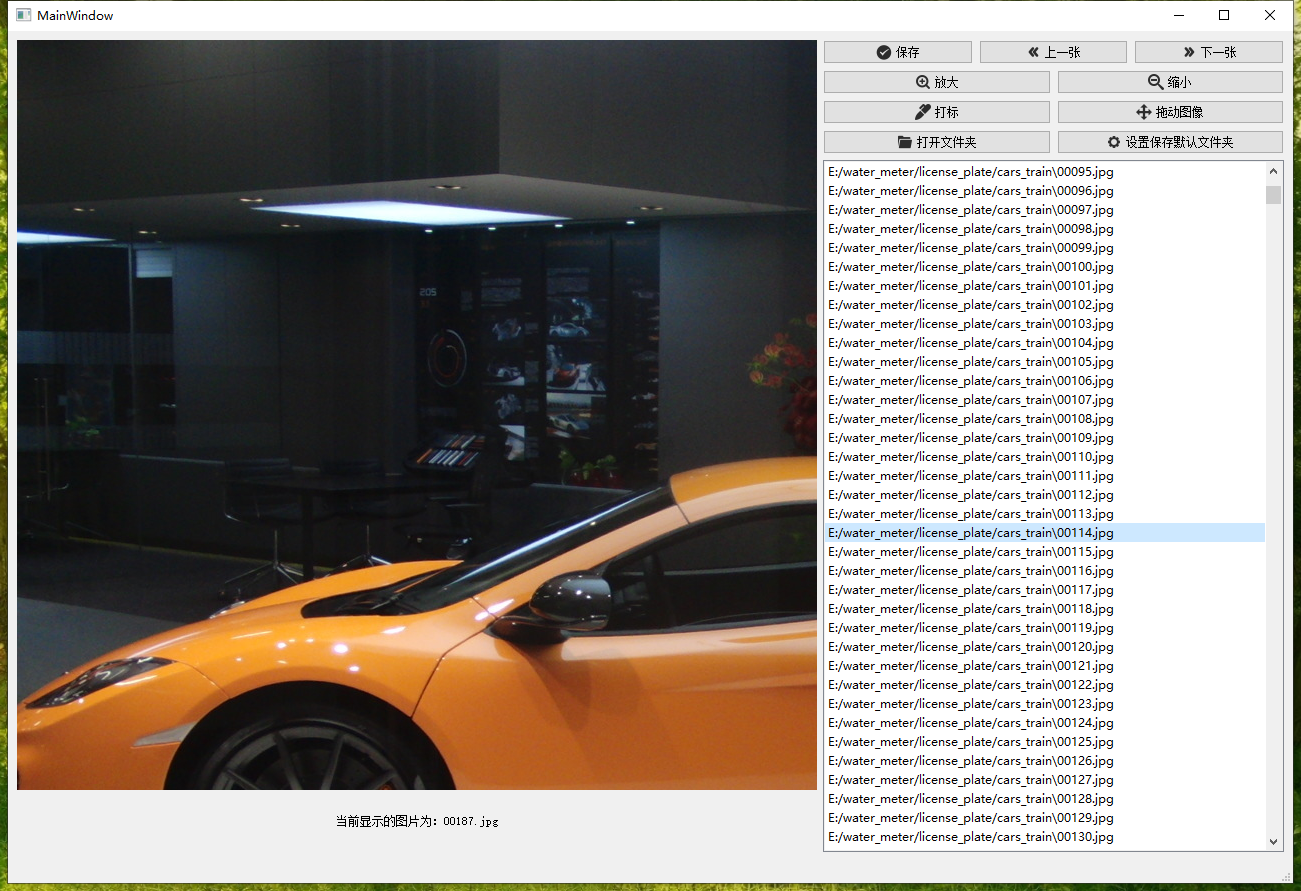 MainWindow
保存
上一张
下一张
放大
缩小
打标
拖动图像
打开文件夹
设置保存默认文件夹
205
E:/water_meter/license_plate/cars_train\00095.jpg
E:/water_meter/license_plate/cars_train\00096.jpg
E:/water_meter/license_plate/cars_train\00097.jpg
E:/water_meter/license_plate/cars_train\00098.jpg
E:/water_meter/license_plate/cars_train\00099.jpg
E:/water_meter/license_plate/cars_train\00100.jpg
E:/water_meter/license_plate/cars_train\00101.jpg
E:/water_meter/license_plate/cars_train\00102.jpg
E:/water_meter/license_plate/cars_train\00103.jpg
E:/water_meter/license_plate/cars_train\00104.jpg
E:/water_meter/license_plate/cars_train\00105.jpg
E:/water_meter/license_plate/cars_train\00106.jpg
E:/water_meter/license_plate/cars_train\00107.jpg
E:/water_meter/license_plate/cars_train\00108.jpg
E:/water_meter/license_plate/cars_train\00109.jpg
E:/water_meter/license_plate/cars_train\00110.jpg
E:/water_meter/license_plate/cars_train\00111.jpg
E:/water_meter/license_plate/cars_train\00112.jpg
E:/water_meter/license_plate/cars_train\00113.jpg
E:/water_meter/license_plate/cars_train\00114.jpg
E:/water_meter/license_plate/cars_train\00115.jpg
E:/water_meter/license_plate/cars_train\00116.jpg
E:/water_meter/license_plate/cars_train\00117.jpg
E:/water_meter/license_plate/cars_train\00118.jpg
E:/water_meter/license_plate/cars_train\00119.jpg
E:/water_meter/license_plate/cars_train\00120.jpg
E:/water_meter/license_plate/cars_train\00121.jpg
E:/water_meter/license_plate/cars_train\00122.jpg
E:/water_meter/license_plate/cars_train\00123.jpg
E:/water_meter/license_plate/cars_train\00124.jpg
E:/water_meter/license_plate/cars_train\00125.jpg
E:/water_meter/license_plate/cars_train\00126.jpg
E:/water_meter/license_plate/cars_train\00127.jpg
E:/water_meter/license_plate/cars_train\00128.jpg
E:/water_meter/license_plate/cars_train\00129.jpg
E:/water_meter/license_plate/cars_train\00130.jpg
当前显示的图片为：00187.jpg